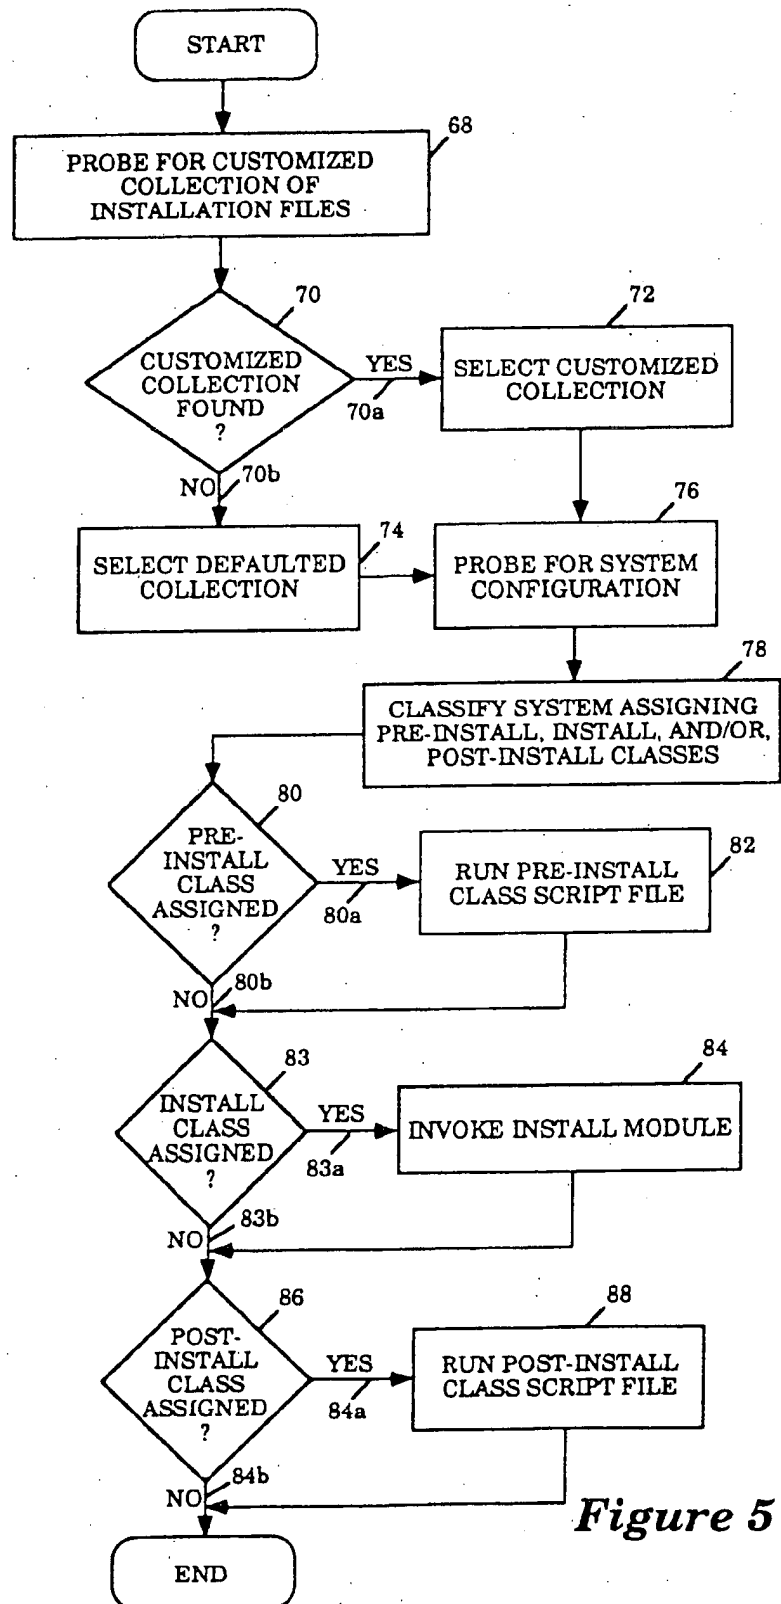 START
68
PROBE FOR CUSTOMIZED
COLLECTION OF
INSTALLATION FILES
70
CUSTOMIZED
COLLECTION
FOUND
?
YES
70a
72
SELECT CUSTOMIZED
COLLECTION
NO
70b
74
SELECT DEFAULTED
COLLECTION
76
PROBE FOR SYSTEM
CONFIGURATION
78
CLASSIFY SYSTEM ASSIGNING
PRE-INSTALL, INSTALL, AND/OR,
POST-INSTALL CLASSES
80
PRE-
INSTALL
CLASS
ASSIGNED
?
YES
80a
82
RUN PRE-INSTALL
CLASS SCRIPT FILE
NO
80b
83
INSTALL
CLASS
ASSIGNED
?
YES
83a
84
INVOKE INSTALL MODULE
NO
83b
86
POST-
INSTALL
CLASS
ASSIGNED
?
YES
84a
88
RUN POST-INSTALL
CLASS SCRIPT FILE
NO
84b
END
Figure 5